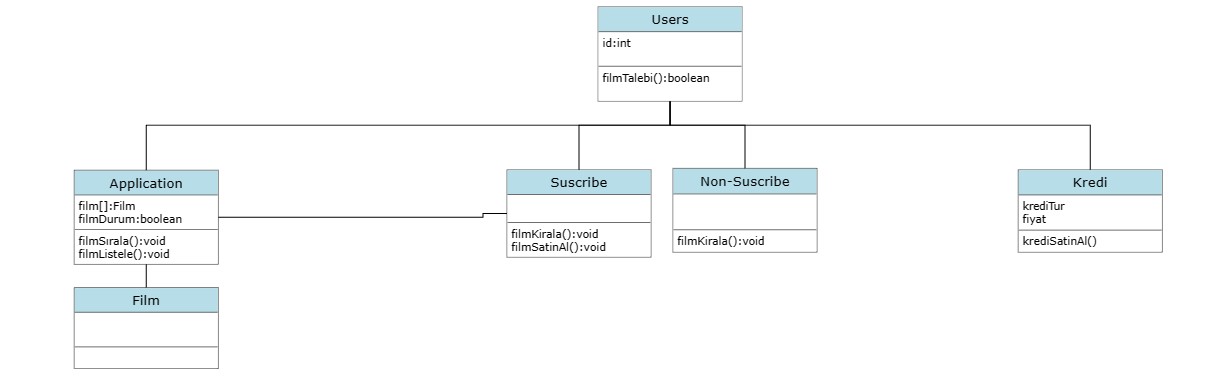 Users
id:int
filmTalebi():boolean
Application
film[]:Film
filmDurum:boolean
filmSırala():void
filmListele():void
Suscribe
filmKirala():void
filmSatinAl():void
Non-Suscribe
filmKirala():void
Kredi
krediTur
fiyat
krediSatinAl()
Film